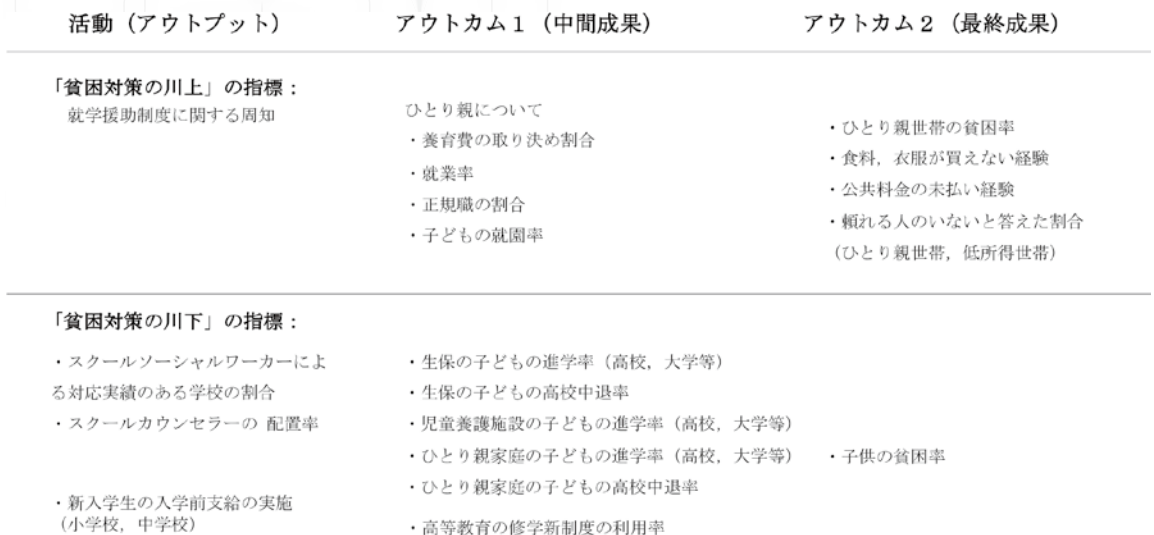 活動（アウトプット） アウトカム１（中間成果） アウトカム２（最終成果）
「貧困対策の川上」の指標：
就学援助制度に関する周知
ひとり親について
・養育費の取り決め割合
・就業率
・正規職の割合
・子どもの就園率
・ひとり親世帯の貧困率
・食料，衣服が買えない経験
・公共料金の未払い経験
・頼れる人のいないと答えた割合
（ひとり親世帯，低所得世帯）
「貧困対策の川下」の指標：
・スクールソーシャルワーカーによ
る対応実績のある学校の割合
・スクールカウンセラーの 配置率
・新入学生の入学前支給の実施
（小学校，中学校）
・生保の子どもの進学率（高校，大学等）
・生保の子どもの高校中退率
・児童養護施設の子どもの進学率（高校，大学等）
・ひとり親家庭の子どもの進学率（高校，大学等）
・ひとり親家庭の子どもの高校中退率
・高等教育の修学新制度の利用率
・子供の貧困率